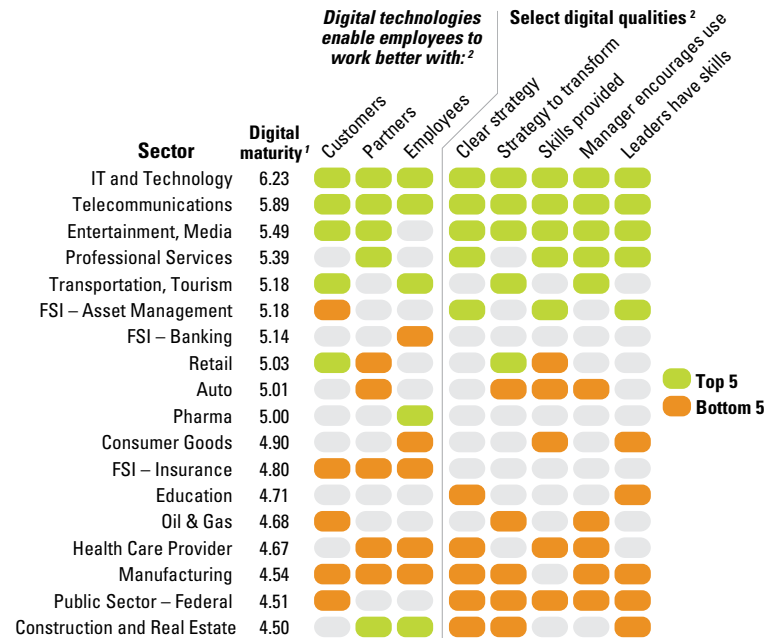 Digital technologies
enable employees to
work better with: 2
Select digital qualities 2
Sector
Digital
maturity 1
Customers
Partners
Employees
Clear strategy
Strategy to transform
Skills provided
Manager encourages use
Leaders have skills
IT and Technology 6.23
Telecommunications 5.89
Entertainment, Media 5.49
Professional Services 5.39
Transportation, Tourism 5.18
FSI – Asset Management 5.18
FSI – Banking 5.14
Retail 5.03
Auto 5.01
Pharma 5.00
Consumer Goods 4.90
FSI – Insurance 4.80
Education 4.71
Oil & Gas 4.68
Health Care Provider 4.67
Manufacturing 4.54
Public Sector – Federal 4.51
Construction and Real Estate 4.50
Top 5
Bottom 5